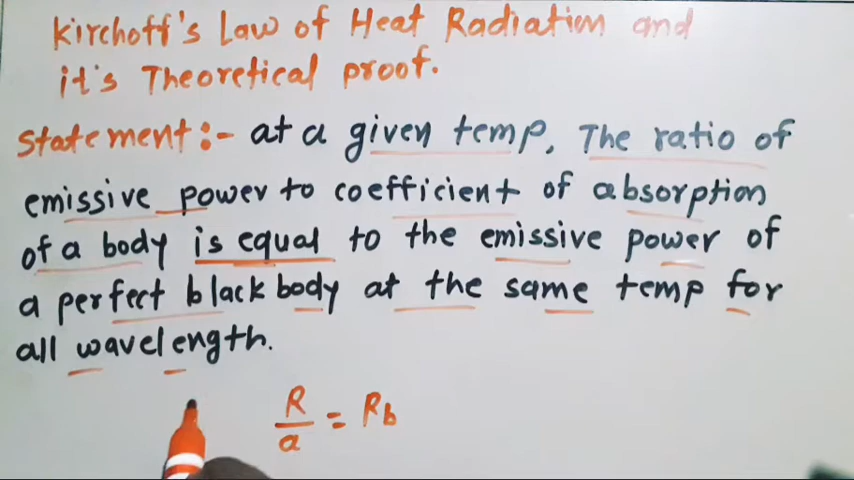 Kirchoff's Law of Heat Radiation and
it's Theoretical proof.
Statement:- at a given temp, The ratio of
emissive power to coefficient of absorption
of a body is equal to the emissive power of
a perfect blackbody at the same temp for
all wavelength.
R/a = Rb